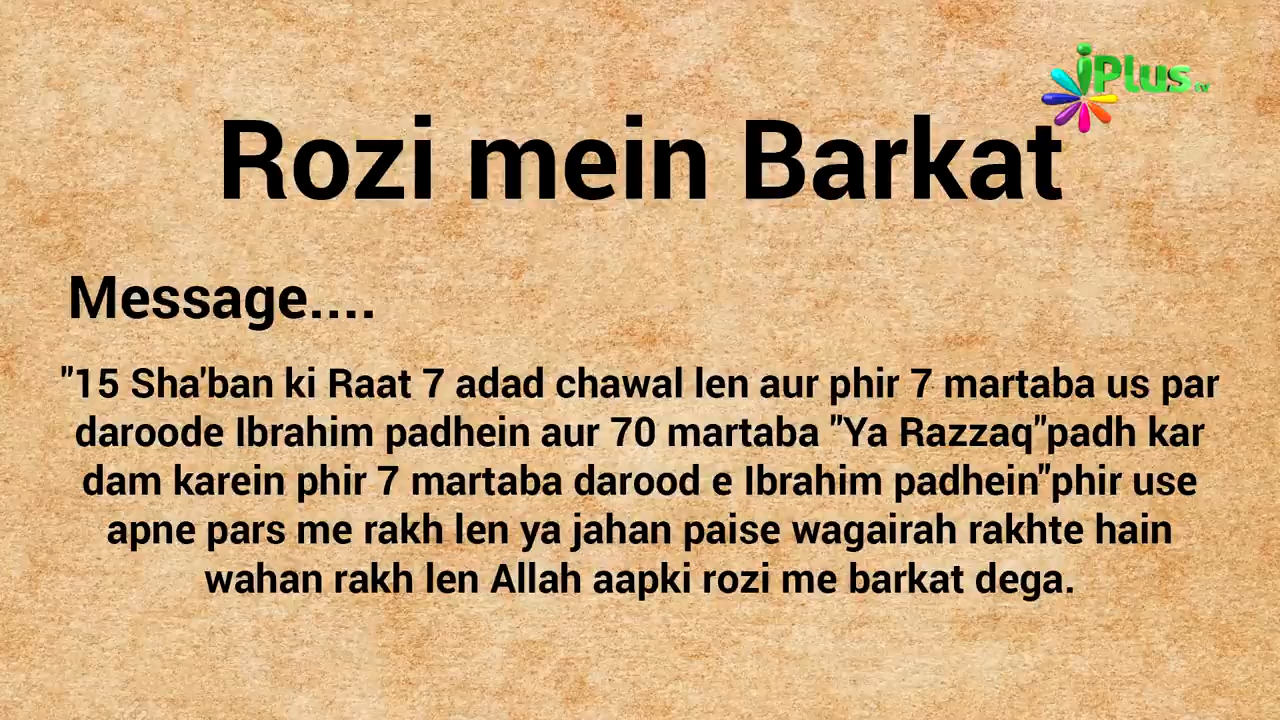 iPlus TV
Rozi mein Barkat
Message....
"15 Sha'ban ki Raat 7 adad chawal len aur phir 7 martaba us par
daroode Ibrahim padhein aur 70 martaba "Ya Razzaq"padh kar
dam karein phir 7 martaba darood e Ibrahim padhein"phir use
apne pars me rakh len ya jahan paise wagairah rakhte hain
wahan rakh len Allah aapki rozi me barkat dega.